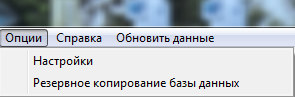 Опции Справка Обновить данные
Настройки
Резервное копирование базы данных